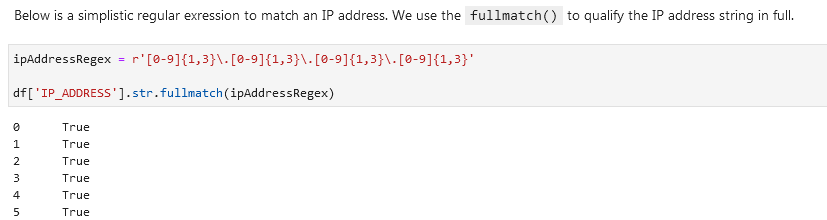 Below is a simplistic regular exression to match an IP address. We use the fullmatch() to qualify the IP address string in full.
ipAddressRegex = r'[0-9]{1,3}\.[0-9]{1,3}\.[0-9]{1,3}\.[0-9]{1,3}'
df['IP_ADDRESS'].str.fullmatch(ipAddressRegex)
0 True
1 True
2 True
3 True
4 True
5 True